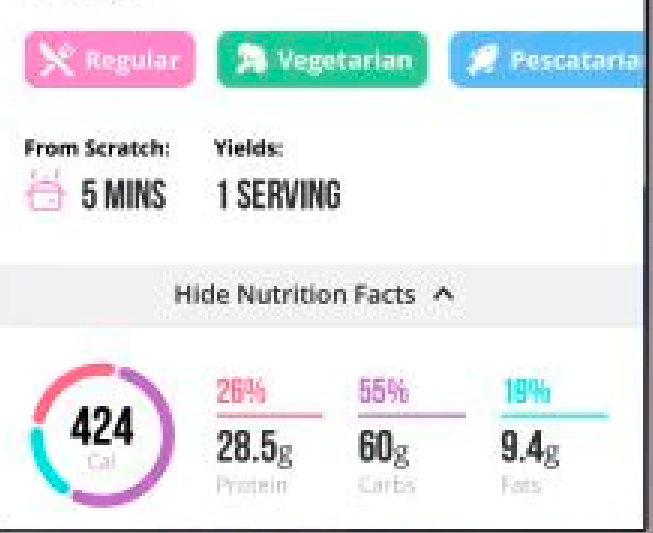 Regular Vegetarian Pescataria
From Scratch: Yields:
5 MINS 1 SERVING
Hide Nutrition Facts
26% 55% 19%
424 28.5g 60g 9.4g
Cal Protein Carbs Fats